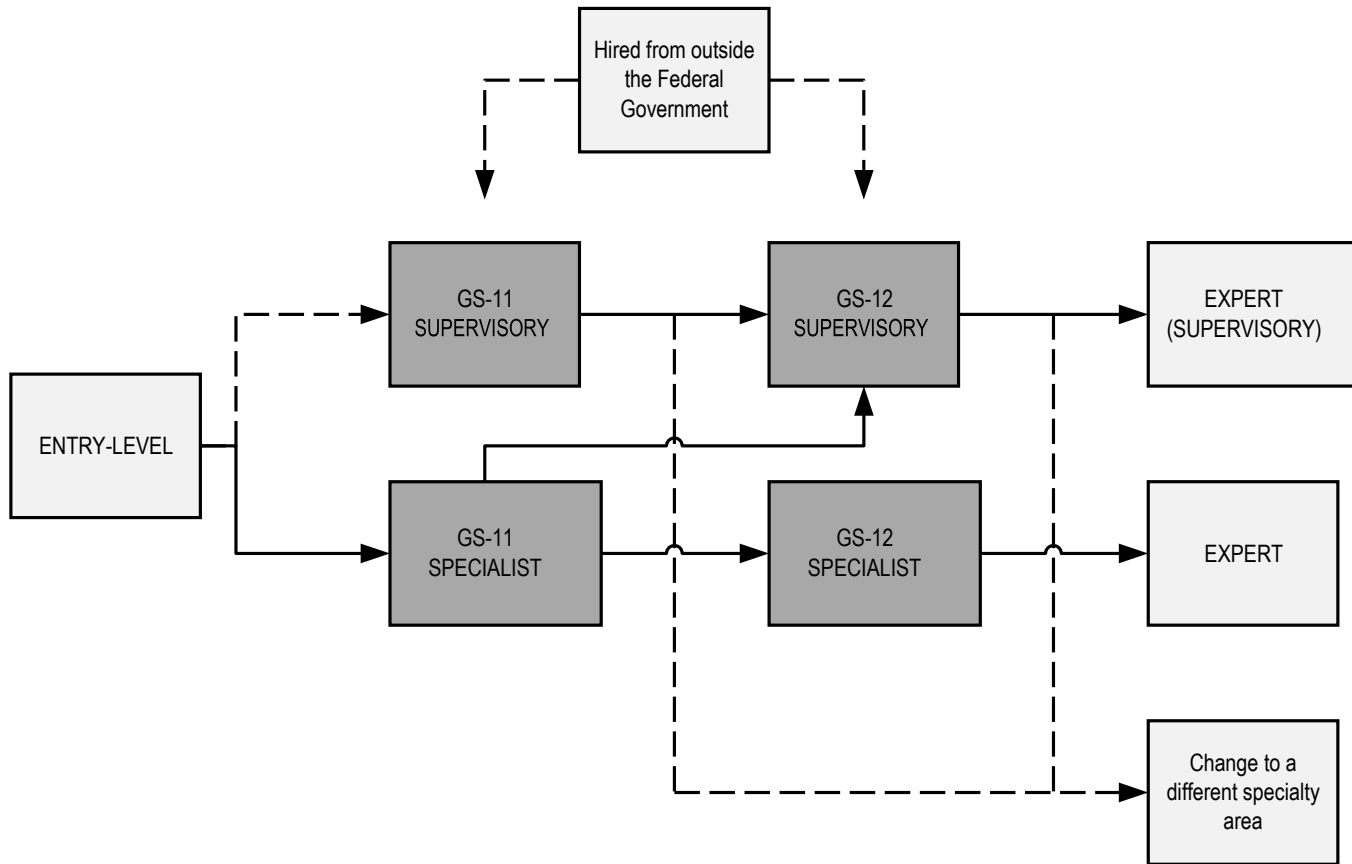 Hired from outside
the Federal
Government
GS-11
SUPERVISORY
GS-12
SUPERVISORY
EXPERT
(SUPERVISORY)
ENTRY-LEVEL
GS-11
SPECIALIST
GS-12
SPECIALIST
EXPERT
Change to a
different specialty
area